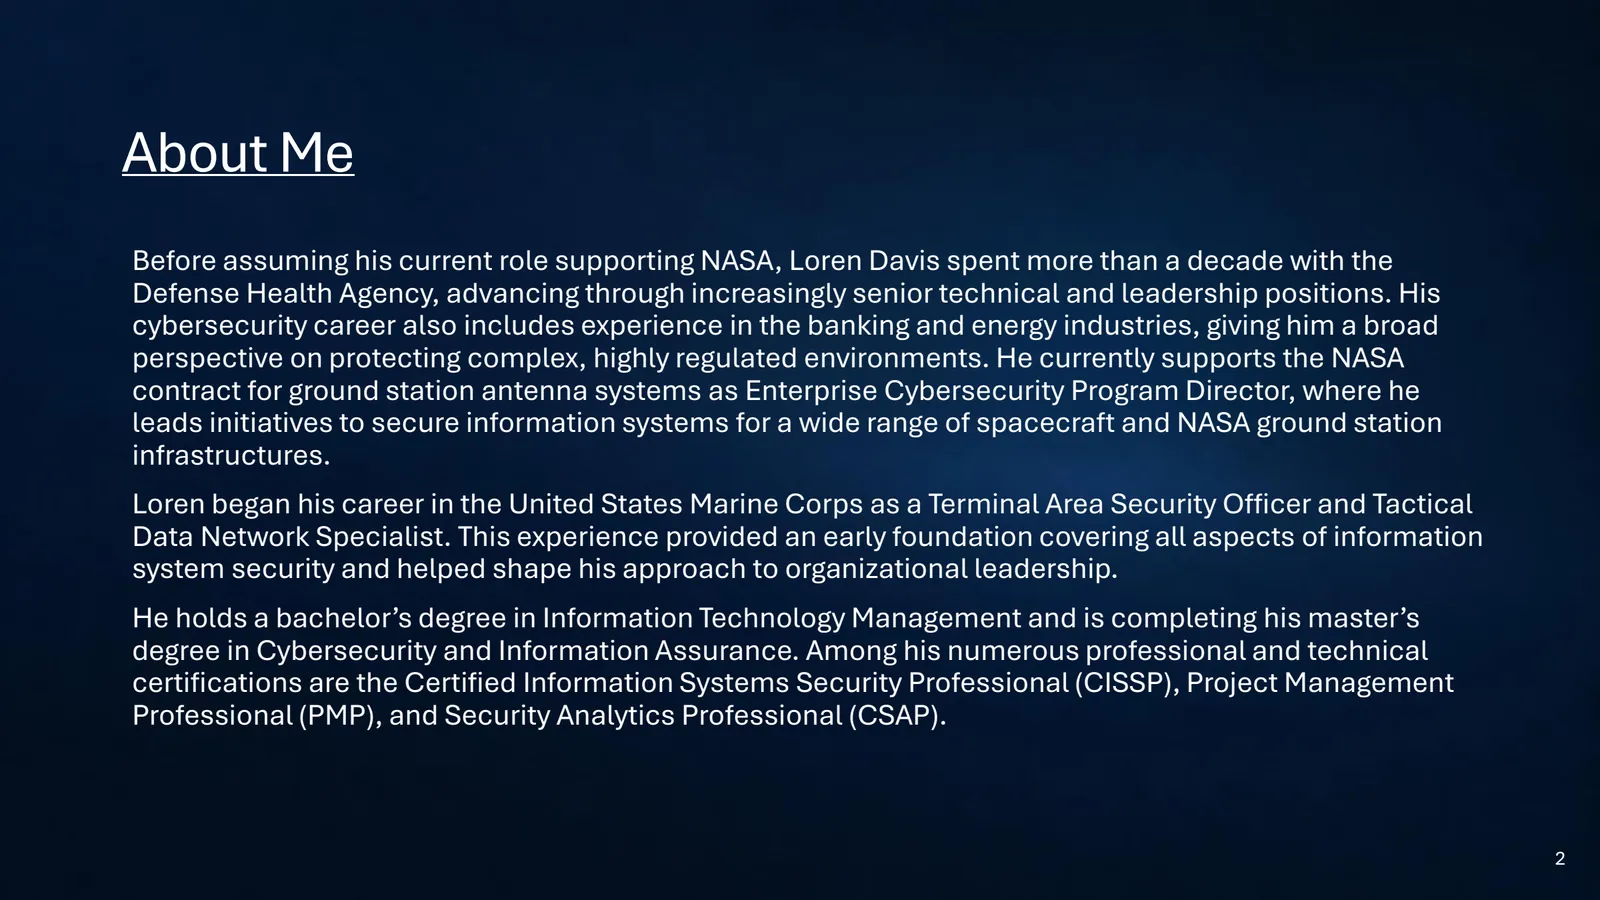 About Me
Before assuming his current role supporting NASA, Loren Davis spent more than a decade with the
Defense Health Agency, advancing through increasingly senior technical and leadership positions. His
cybersecurity career also includes experience in the banking and energy industries, giving him a broad
perspective on protecting complex, highly regulated environments. He currently supports the NASA
contract for ground station antenna systems as Enterprise Cybersecurity Program Director, where he
leads initiatives to secure information systems for a wide range of spacecraft and NASA ground station
infrastructures.
Loren began his career in the United States Marine Corps as a Terminal Area Security Officer and Tactical
Data Network Specialist. This experience provided an early foundation covering all aspects of information
system security and helped shape his approach to organizational leadership.
He holds a bachelor’s degree in Information Technology Management and is completing his master’s
degree in Cybersecurity and Information Assurance. Among his numerous professional and technical
certifications are the Certified Information Systems Security Professional (CISSP), Project Management
Professional (PMP), and Security Analytics Professional (CSAP).
2